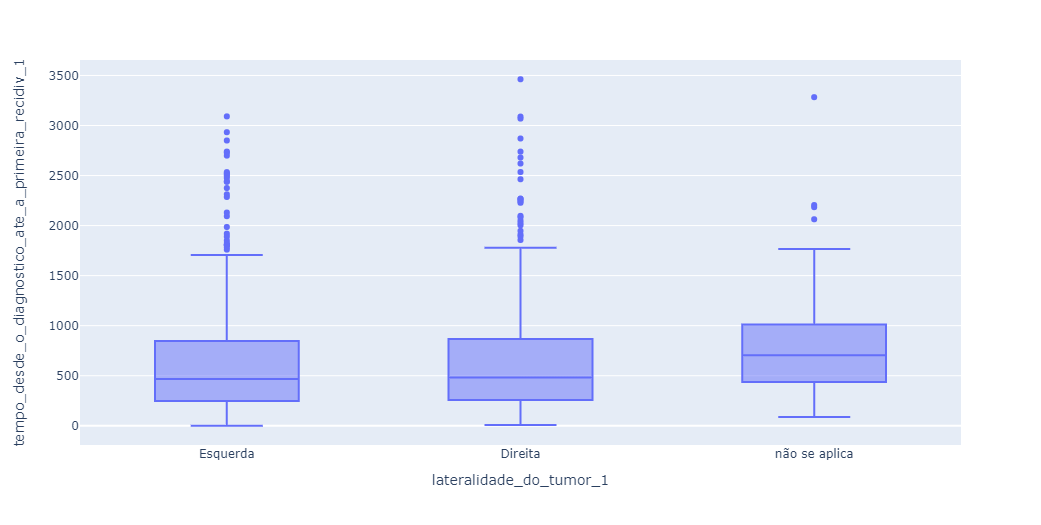 tempo_desde_o_diagnostico_ate_a_primeira_recidiv_1
3500
3000
2500
2000
1500
1000
500
0
Esquerda
Direita
não se aplica
lateralidade_do_tumor_1